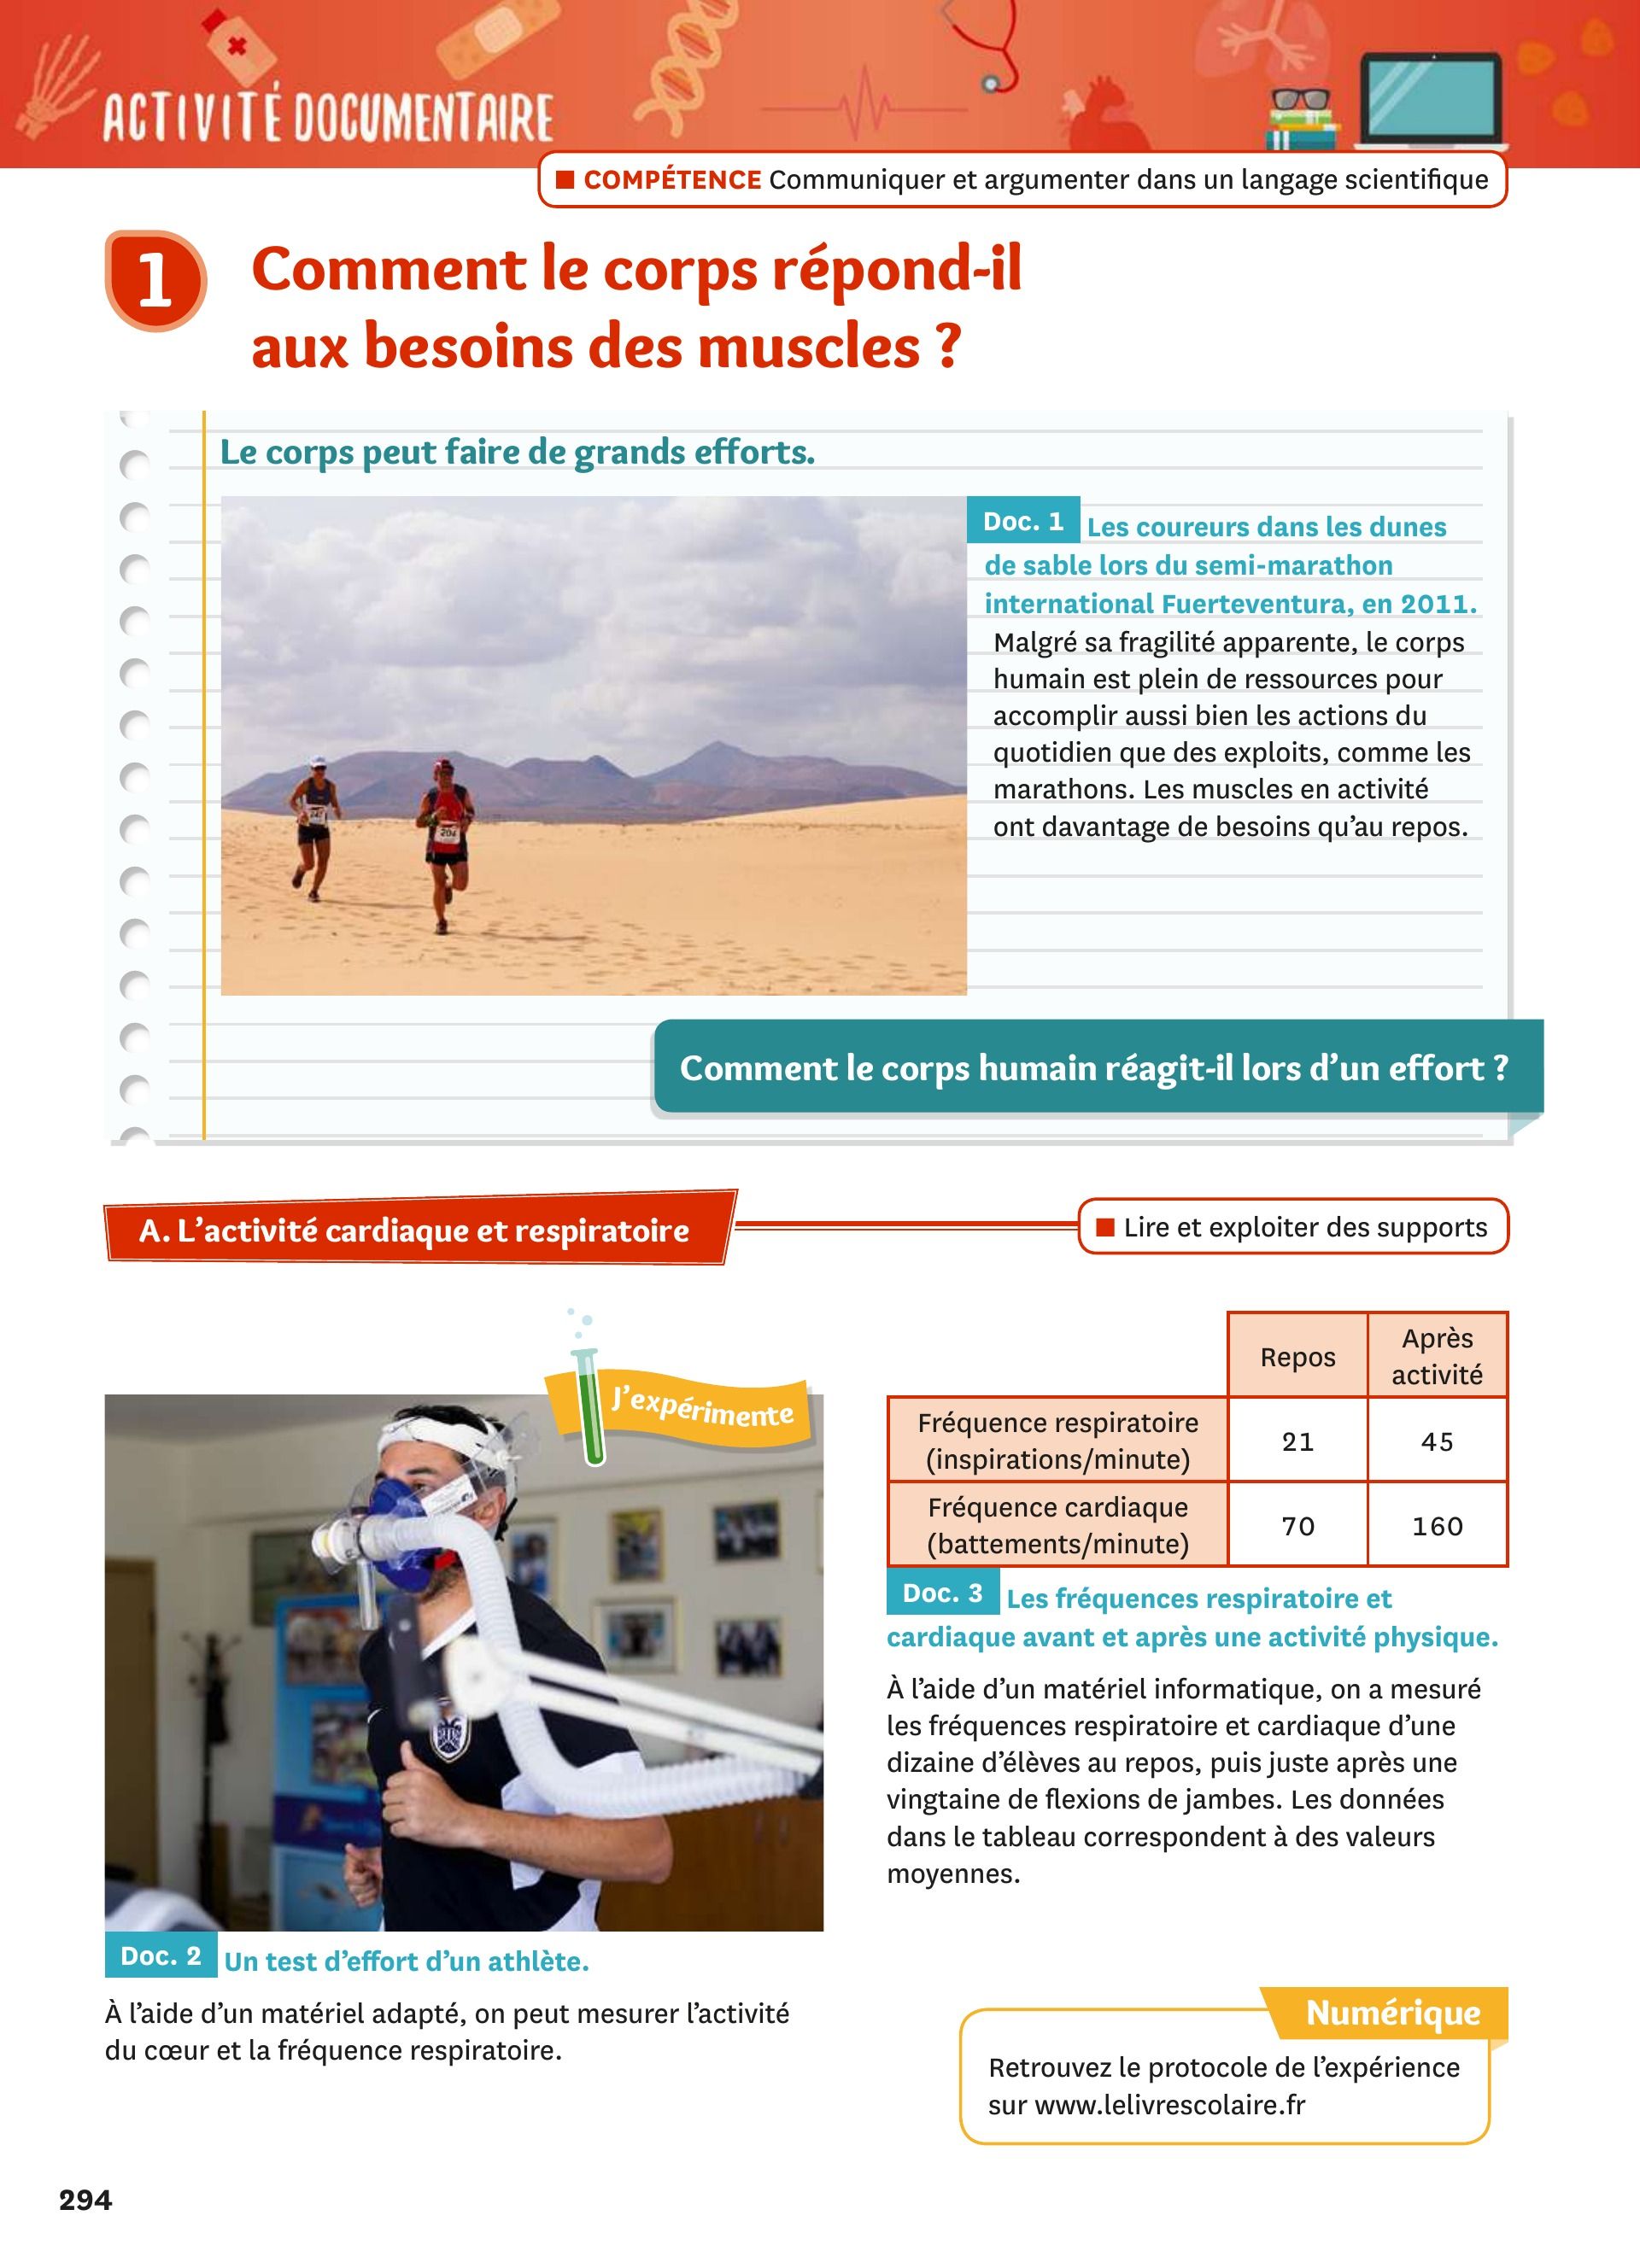 ACTIVITÉ DOCUMENTAIRE
■ COMPÉTENCE Communiquer et argumenter dans un langage scientifique
1
Comment le corps répond-il
aux besoins des muscles ?
Le corps peut faire de grands efforts.
Doc. 1 Les coureurs dans les dunes
de sable lors du semi-marathon
international Fuerteventura, en 2011.
Malgré sa fragilité apparente, le corps
humain est plein de ressources pour
accomplir aussi bien les actions du
quotidien que des exploits, comme les
marathons. Les muscles en activité
ont davantage de besoins qu'au repos.
204
Comment le corps humain réagit-il lors d'un effort ?
A. L'activité cardiaque et respiratoire
■ Lire et exploiter des supports
J'expérimente
Doc. 2 Un test d'effort d'un athlète.
À l'aide d'un matériel adapté, on peut mesurer l'activité
du cœur et la fréquence respiratoire.
Repos
Après
activité
Fréquence respiratoire
(inspirations/minute)
21
45
Fréquence cardiaque
(battements/minute)
70
160
Doc. 3 Les fréquences respiratoire et
cardiaque avant et après une activité physique.
À l'aide d'un matériel informatique, on a mesuré
les fréquences respiratoire et cardiaque d'une
dizaine d'élèves au repos, puis juste après une
vingtaine de flexions de jambes. Les données
dans le tableau correspondent à des valeurs
moyennes.
Numérique
Retrouvez le protocole de l'expérience
sur www.lelivrescolaire.fr
294